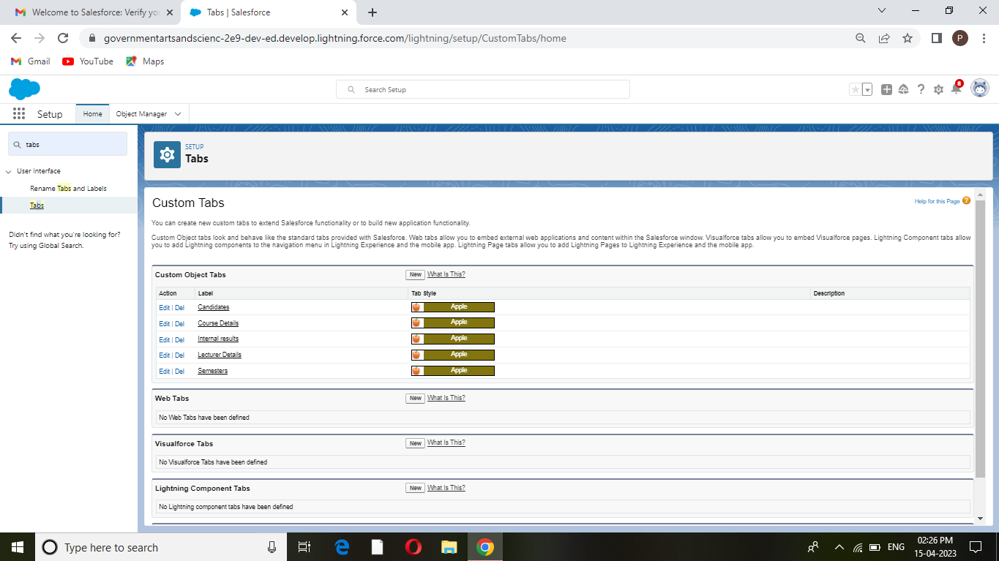 Welcome to Salesforce: Verify yo
Tabs | Salesforce
governmentartsandscienc-2e9-dev-ed.develop.lightning.force.com/lightning/setup/CustomTabs/home
P
Gmail
YouTube
Maps
Search Setup
8
Setup
Home
Object Manager
tabs
User Interface
Rename Tabs and Labels
Tabs
Didn't find what you're looking for?
Try using Global Search.
SETUP
Tabs
Custom Tabs
Help for this Page ?
You can create new custom tabs to extend Salesforce functionality or to build new application functionality.
Custom Object tabs look and behave like the standard tabs provided with Salesforce. Web tabs allow you to embed external web applications and content within the Salesforce window. Visualforce tabs allow you to embed Visualforce pages. Lightning Component tabs allow
you to add Lightning components to the navigation menu in Lightning Experience and the mobile app. Lightning Page tabs allow you to add Lightning Pages to Lightning Experience and the mobile app.
Custom Object Tabs New What Is This?
Action Label Tab Style Description
Edit | Del Candidates Apple
Edit | Del Course Details Apple
Edit | Del Internal results Apple
Edit | Del Lecturer Details Apple
Edit | Del Semesters Apple
Web Tabs New What Is This?
No Web Tabs have been defined
Visualforce Tabs New What Is This?
No Visualforce Tabs have been defined
Lightning Component Tabs New What Is This?
No Lightning component tabs have been defined
Type here to search
ENG
02:26 PM
15-04-2023